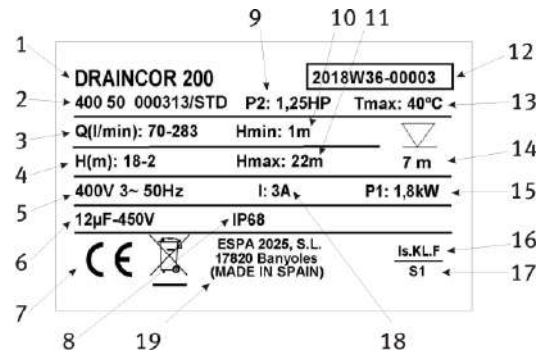 9 10 11
1 DRAINCOR 200 2018W36-00003 12
2 400 50 000313/STD P2: 1,25HP Tmax: 40ºC 13
3 Q(l/min): 70-283 Hmin: 1m
4 H(m): 18-2 Hmax: 22m 7 m 14
5 400V 3~ 50Hz I: 3A P1: 1,8kW 15
6 12µF-450V IP68
7 CE ESPA 2025, S.L.
17820 Banyoles Is.KL.F 16
(MADE IN SPAIN) S1 17
8 19 18